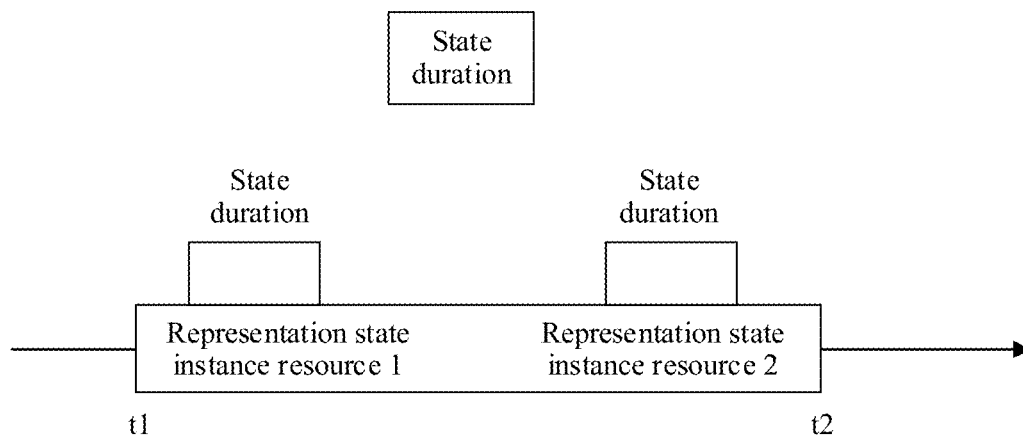 State
duration
State
duration
State
duration
Representation state
instance resource 1
Representation state
instance resource 2
t1
t2